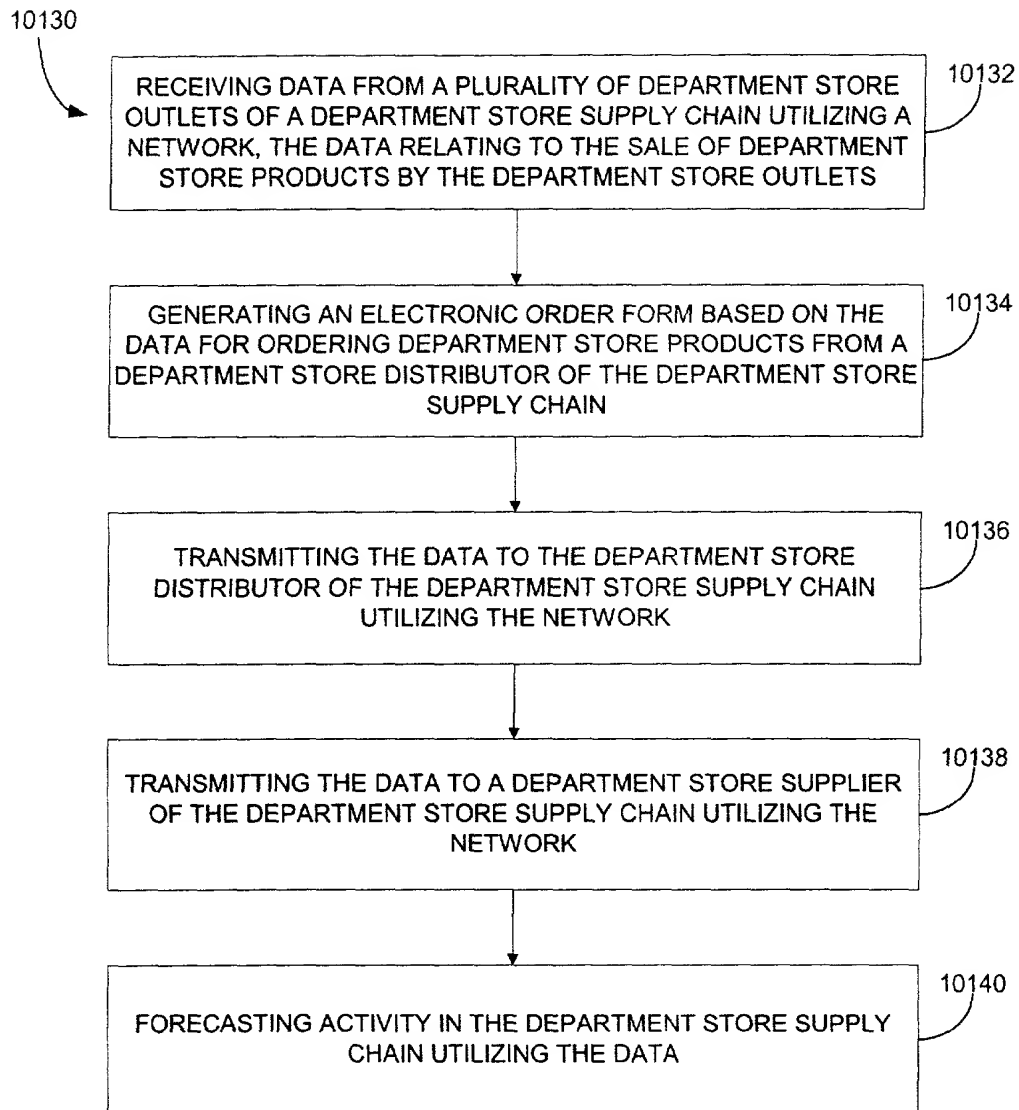 10130
RECEIVING DATA FROM A PLURALITY OF DEPARTMENT STORE
OUTLETS OF A DEPARTMENT STORE SUPPLY CHAIN UTILIZING A
NETWORK, THE DATA RELATING TO THE SALE OF DEPARTMENT
STORE PRODUCTS BY THE DEPARTMENT STORE OUTLETS
10132
GENERATING AN ELECTRONIC ORDER FORM BASED ON THE
DATA FOR ORDERING DEPARTMENT STORE PRODUCTS FROM A
DEPARTMENT STORE DISTRIBUTOR OF THE DEPARTMENT STORE
SUPPLY CHAIN
10134
TRANSMITTING THE DATA TO THE DEPARTMENT STORE
DISTRIBUTOR OF THE DEPARTMENT STORE SUPPLY CHAIN
UTILIZING THE NETWORK
10136
TRANSMITTING THE DATA TO A DEPARTMENT STORE SUPPLIER
OF THE DEPARTMENT STORE SUPPLY CHAIN UTILIZING THE
NETWORK
10138
FORECASTING ACTIVITY IN THE DEPARTMENT STORE SUPPLY
CHAIN UTILIZING THE DATA
10140